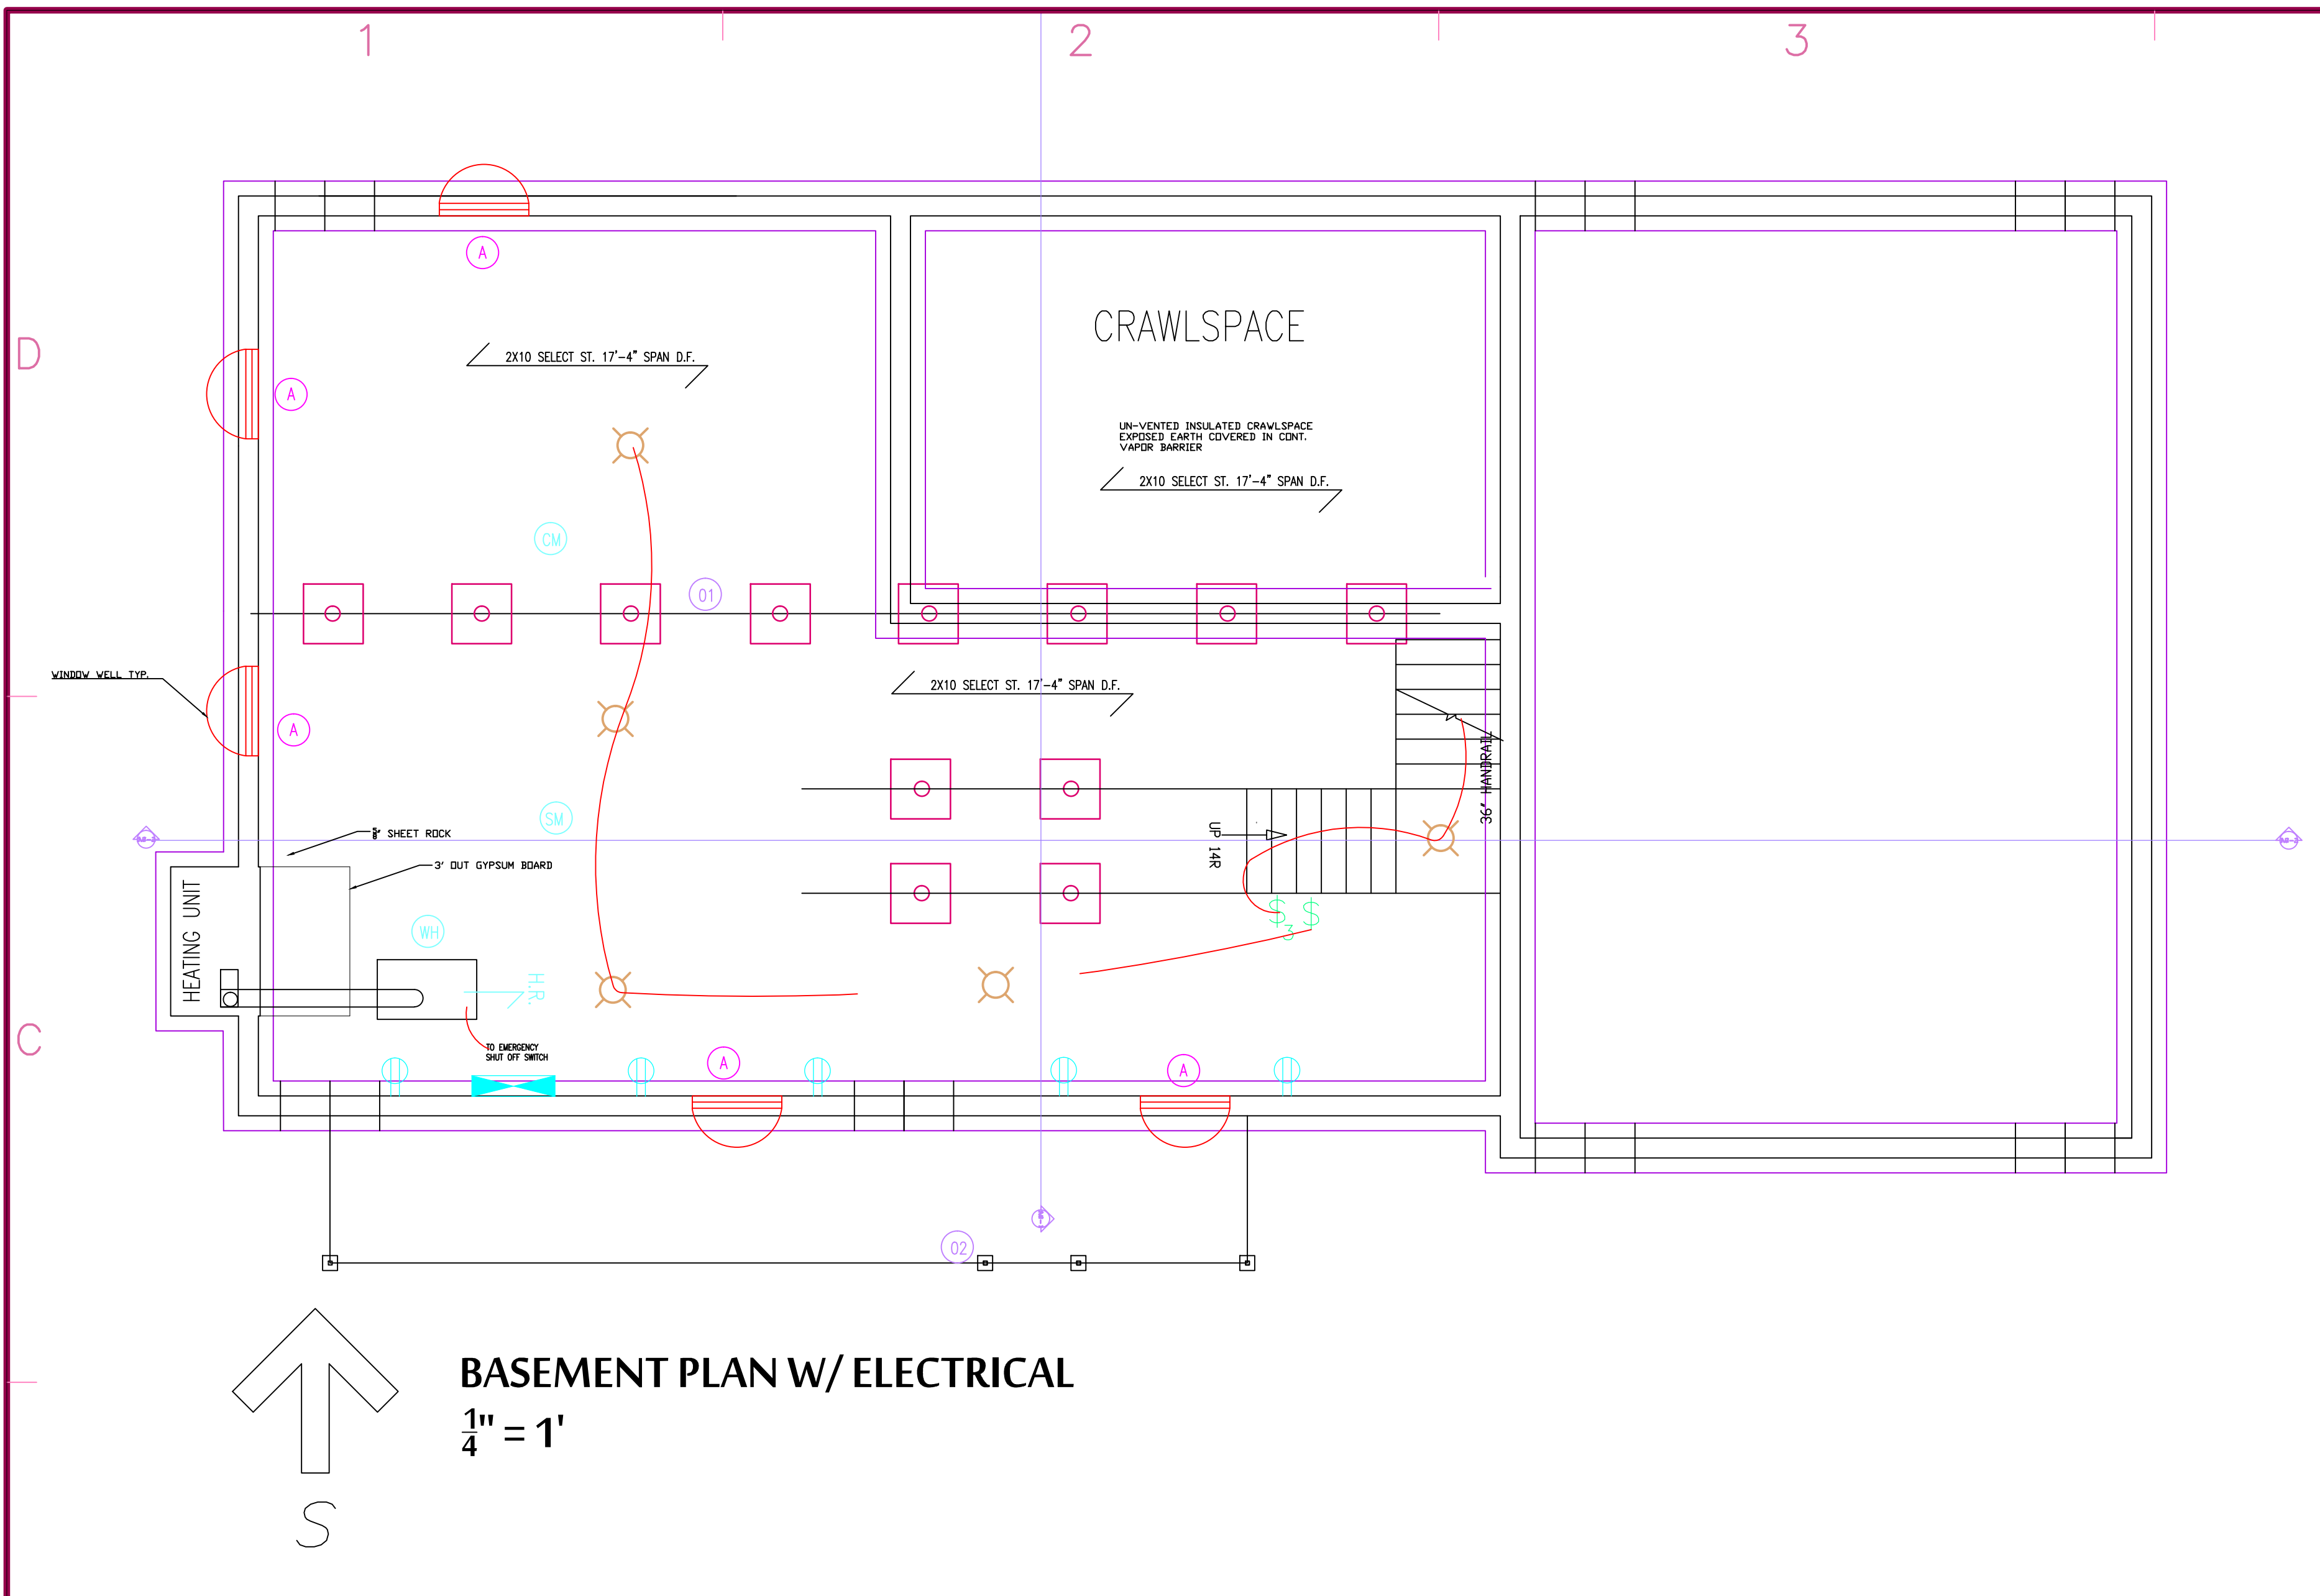 1
2
3
A
D
CRAWLSPACE
2X10 SELECT ST. 17'-4" SPAN D.F.
A
UN-VENTED INSULATED CRAWLSPACE
EXPOSED EARTH COVERED IN CONT.
VAPOR BARRIER
2X10 SELECT ST. 17'-4" SPAN D.F.
CM
01
WINDOW WELL TYP.
2X10 SELECT ST. 17'-4" SPAN D.F.
A
36" HANDRAIL
SM
5/8" SHEET ROCK
UP 14R
3' OUT GYPSUM BOARD
HEATING UNIT
WH
$3
$
H.R.
C
TO EMERGENCY
SHUT OFF SWITCH
A
A
02
BASEMENT PLAN W/ ELECTRICAL
1/4" = 1'
S